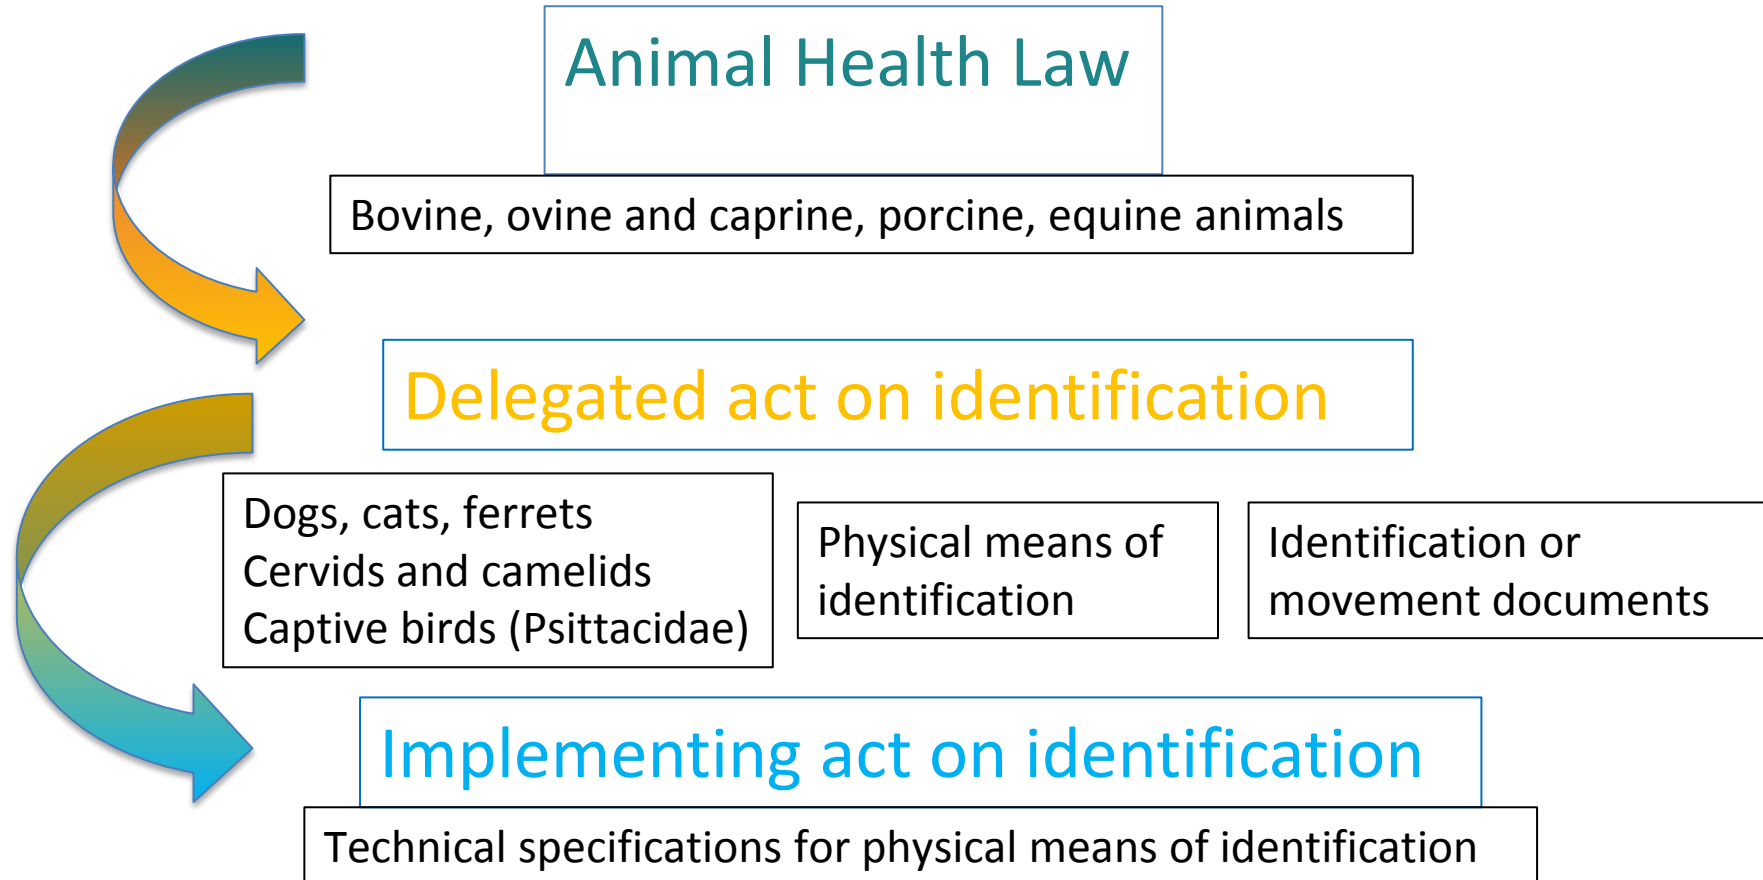 Animal Health Law
Bovine, ovine and caprine, porcine, equine animals
Delegated act on identification
Dogs, cats, ferrets
Cervids and camelids
Captive birds (Psittacidae)
Physical means of
identification
Identification or
movement documents
Implementing act on identification
Technical specifications for physical means of identification